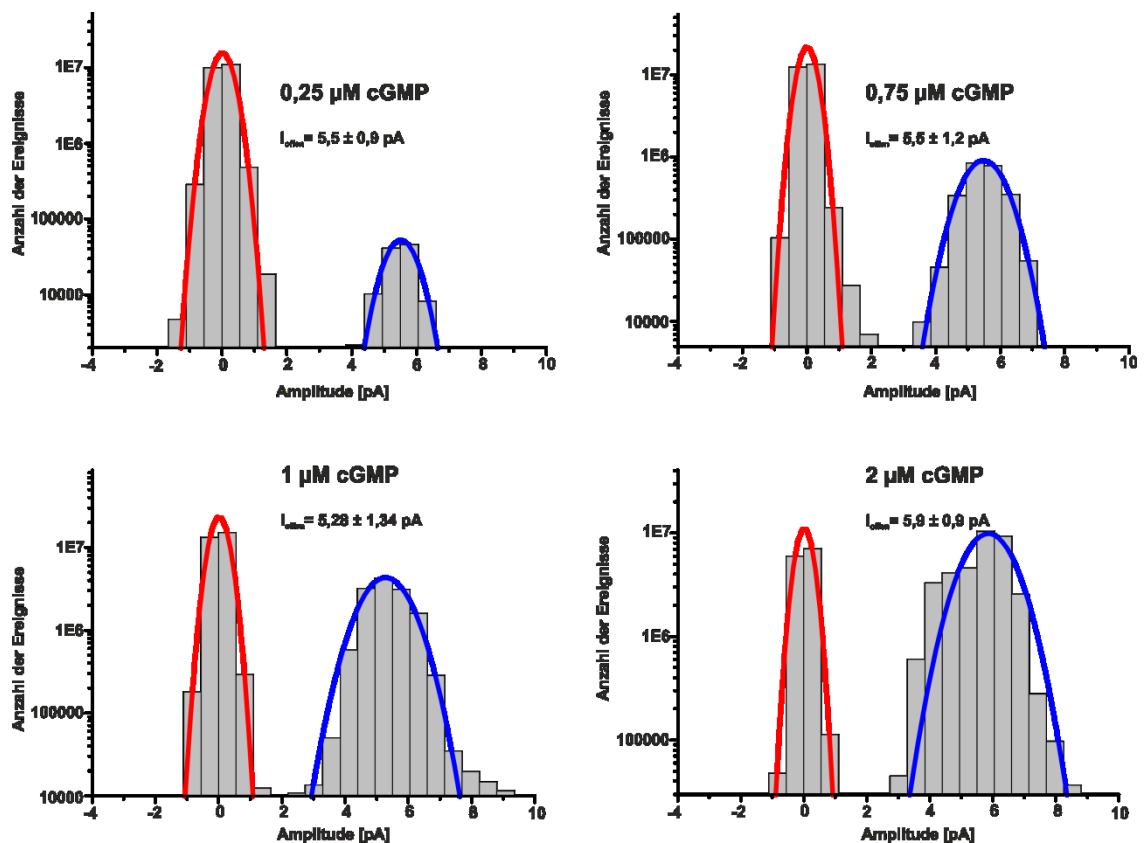 Anzahl der Ereignisse
1E7
1E6
100000
10000
-4
-2
0
2
4
6
8
10
Amplitude [pA]
0,25 µM cGMP
Ioffen= 5,5 ± 0,9 pA
Anzahl der Ereignisse
1E7
1E6
100000
10000
-4
-2
0
2
4
6
8
10
Amplitude [pA]
0,75 µM cGMP
Ioffen= 5,5 ± 1,2 pA
Anzahl der Ereignisse
1E7
1E6
100000
10000
-4
-2
0
2
4
6
8
10
Amplitude [pA]
1 µM cGMP
Ioffen= 5,28 ± 1,34 pA
Anzahl der Ereignisse
1E7
1E6
100000
-4
-2
0
2
4
6
8
10
Amplitude [pA]
2 µM cGMP
Ioffen= 5,9 ± 0,9 pA